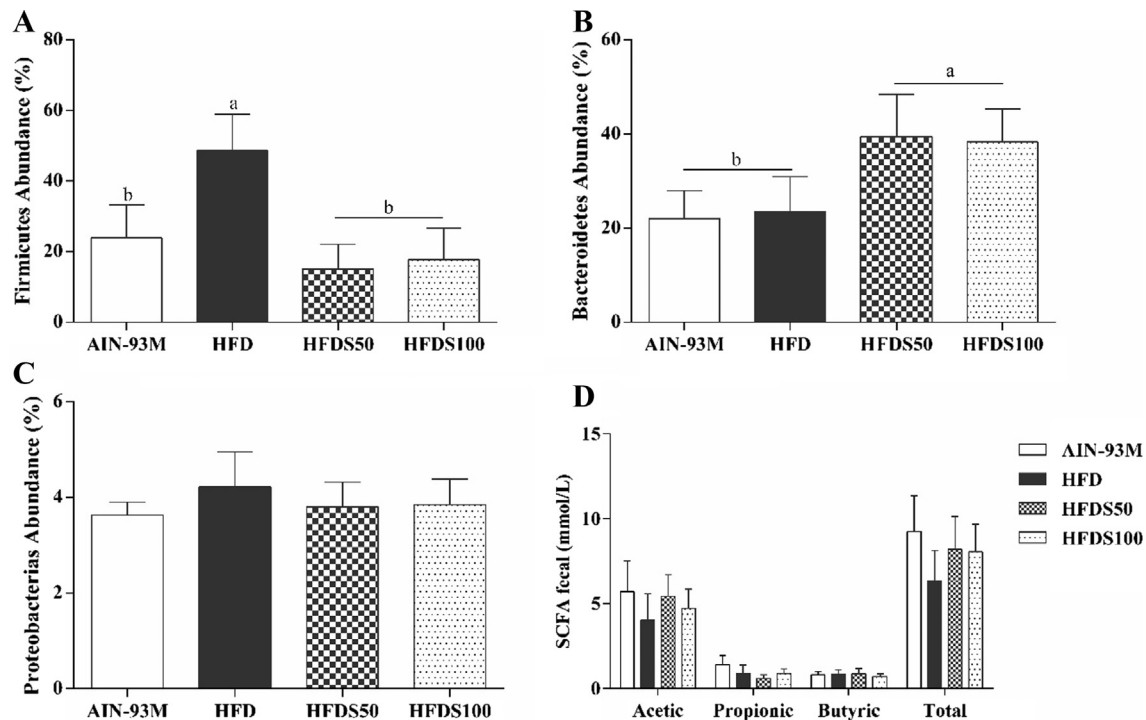 A
Firmicutes Abundance (%)
80
60
40
20
0
a
b
b
AIN-93M HFD HFDS50 HFDS100
B
Bacteroidetes Abundance (%)
60
40
20
0
a
b
AIN-93M HFD HFDS50 HFDS100
C
Proteobacterias Abundance (%)
6
4
2
0
AIN-93M HFD HFDS50 HFDS100
D
SCFA fecal (mmol/L)
15
10
5
0
Acetic Propionic Butyric Total
AIN-93M
HFD
HFDS50
HFDS100